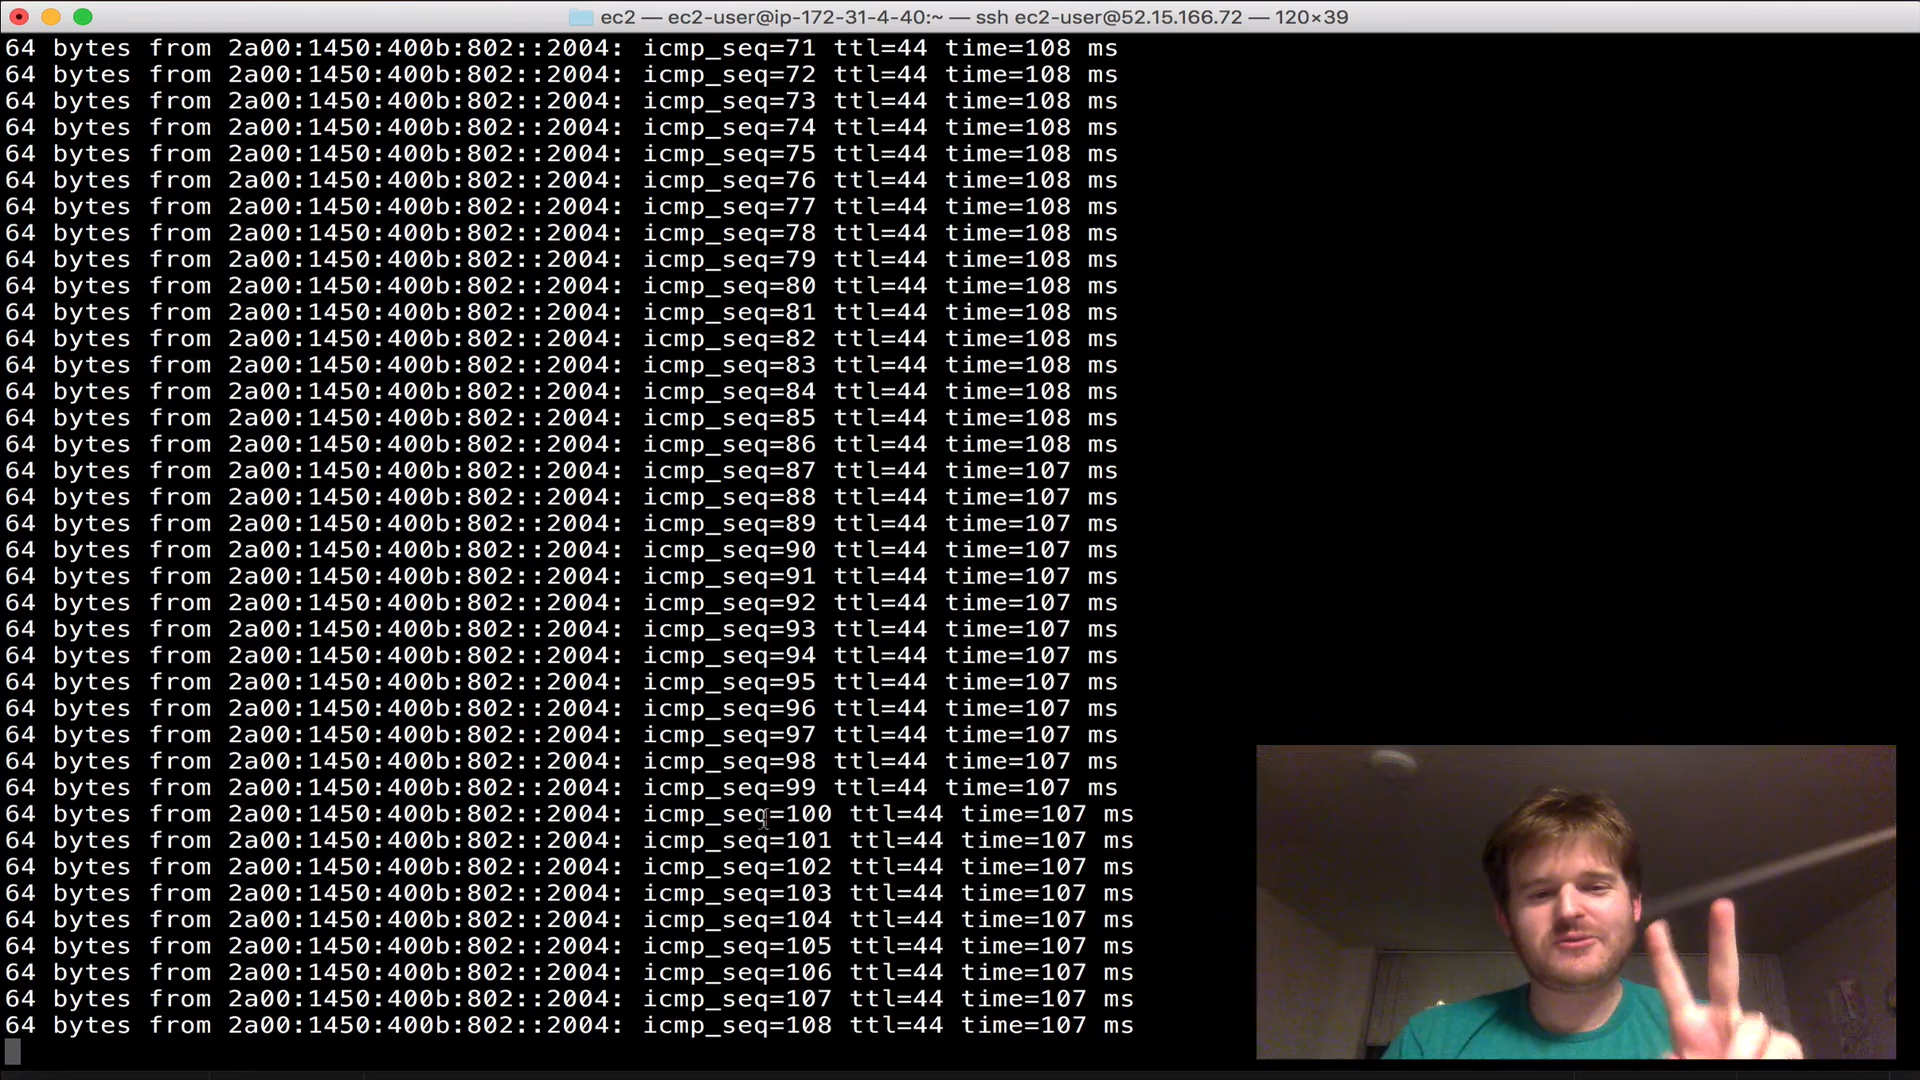 ec2 — ec2-user@ip-172-31-4-40:~ — ssh ec2-user@52.15.166.72 — 120×39
64 bytes from 2a00:1450:400b:802::2004: icmp_seq=71 ttl=44 time=108 ms
64 bytes from 2a00:1450:400b:802::2004: icmp_seq=72 ttl=44 time=108 ms
64 bytes from 2a00:1450:400b:802::2004: icmp_seq=73 ttl=44 time=108 ms
64 bytes from 2a00:1450:400b:802::2004: icmp_seq=74 ttl=44 time=108 ms
64 bytes from 2a00:1450:400b:802::2004: icmp_seq=75 ttl=44 time=108 ms
64 bytes from 2a00:1450:400b:802::2004: icmp_seq=76 ttl=44 time=108 ms
64 bytes from 2a00:1450:400b:802::2004: icmp_seq=77 ttl=44 time=108 ms
64 bytes from 2a00:1450:400b:802::2004: icmp_seq=78 ttl=44 time=108 ms
64 bytes from 2a00:1450:400b:802::2004: icmp_seq=79 ttl=44 time=108 ms
64 bytes from 2a00:1450:400b:802::2004: icmp_seq=80 ttl=44 time=108 ms
64 bytes from 2a00:1450:400b:802::2004: icmp_seq=81 ttl=44 time=108 ms
64 bytes from 2a00:1450:400b:802::2004: icmp_seq=82 ttl=44 time=108 ms
64 bytes from 2a00:1450:400b:802::2004: icmp_seq=83 ttl=44 time=108 ms
64 bytes from 2a00:1450:400b:802::2004: icmp_seq=84 ttl=44 time=108 ms
64 bytes from 2a00:1450:400b:802::2004: icmp_seq=85 ttl=44 time=108 ms
64 bytes from 2a00:1450:400b:802::2004: icmp_seq=86 ttl=44 time=108 ms
64 bytes from 2a00:1450:400b:802::2004: icmp_seq=87 ttl=44 time=107 ms
64 bytes from 2a00:1450:400b:802::2004: icmp_seq=88 ttl=44 time=107 ms
64 bytes from 2a00:1450:400b:802::2004: icmp_seq=89 ttl=44 time=107 ms
64 bytes from 2a00:1450:400b:802::2004: icmp_seq=90 ttl=44 time=107 ms
64 bytes from 2a00:1450:400b:802::2004: icmp_seq=91 ttl=44 time=107 ms
64 bytes from 2a00:1450:400b:802::2004: icmp_seq=92 ttl=44 time=107 ms
64 bytes from 2a00:1450:400b:802::2004: icmp_seq=93 ttl=44 time=107 ms
64 bytes from 2a00:1450:400b:802::2004: icmp_seq=94 ttl=44 time=107 ms
64 bytes from 2a00:1450:400b:802::2004: icmp_seq=95 ttl=44 time=107 ms
64 bytes from 2a00:1450:400b:802::2004: icmp_seq=96 ttl=44 time=107 ms
64 bytes from 2a00:1450:400b:802::2004: icmp_seq=97 ttl=44 time=107 ms
64 bytes from 2a00:1450:400b:802::2004: icmp_seq=98 ttl=44 time=107 ms
64 bytes from 2a00:1450:400b:802::2004: icmp_seq=99 ttl=44 time=107 ms
64 bytes from 2a00:1450:400b:802::2004: icmp_seq=100 ttl=44 time=107 ms
64 bytes from 2a00:1450:400b:802::2004: icmp_seq=101 ttl=44 time=107 ms
64 bytes from 2a00:1450:400b:802::2004: icmp_seq=102 ttl=44 time=107 ms
64 bytes from 2a00:1450:400b:802::2004: icmp_seq=103 ttl=44 time=107 ms
64 bytes from 2a00:1450:400b:802::2004: icmp_seq=104 ttl=44 time=107 ms
64 bytes from 2a00:1450:400b:802::2004: icmp_seq=105 ttl=44 time=107 ms
64 bytes from 2a00:1450:400b:802::2004: icmp_seq=106 ttl=44 time=107 ms
64 bytes from 2a00:1450:400b:802::2004: icmp_seq=107 ttl=44 time=107 ms
64 bytes from 2a00:1450:400b:802::2004: icmp_seq=108 ttl=44 time=107 ms